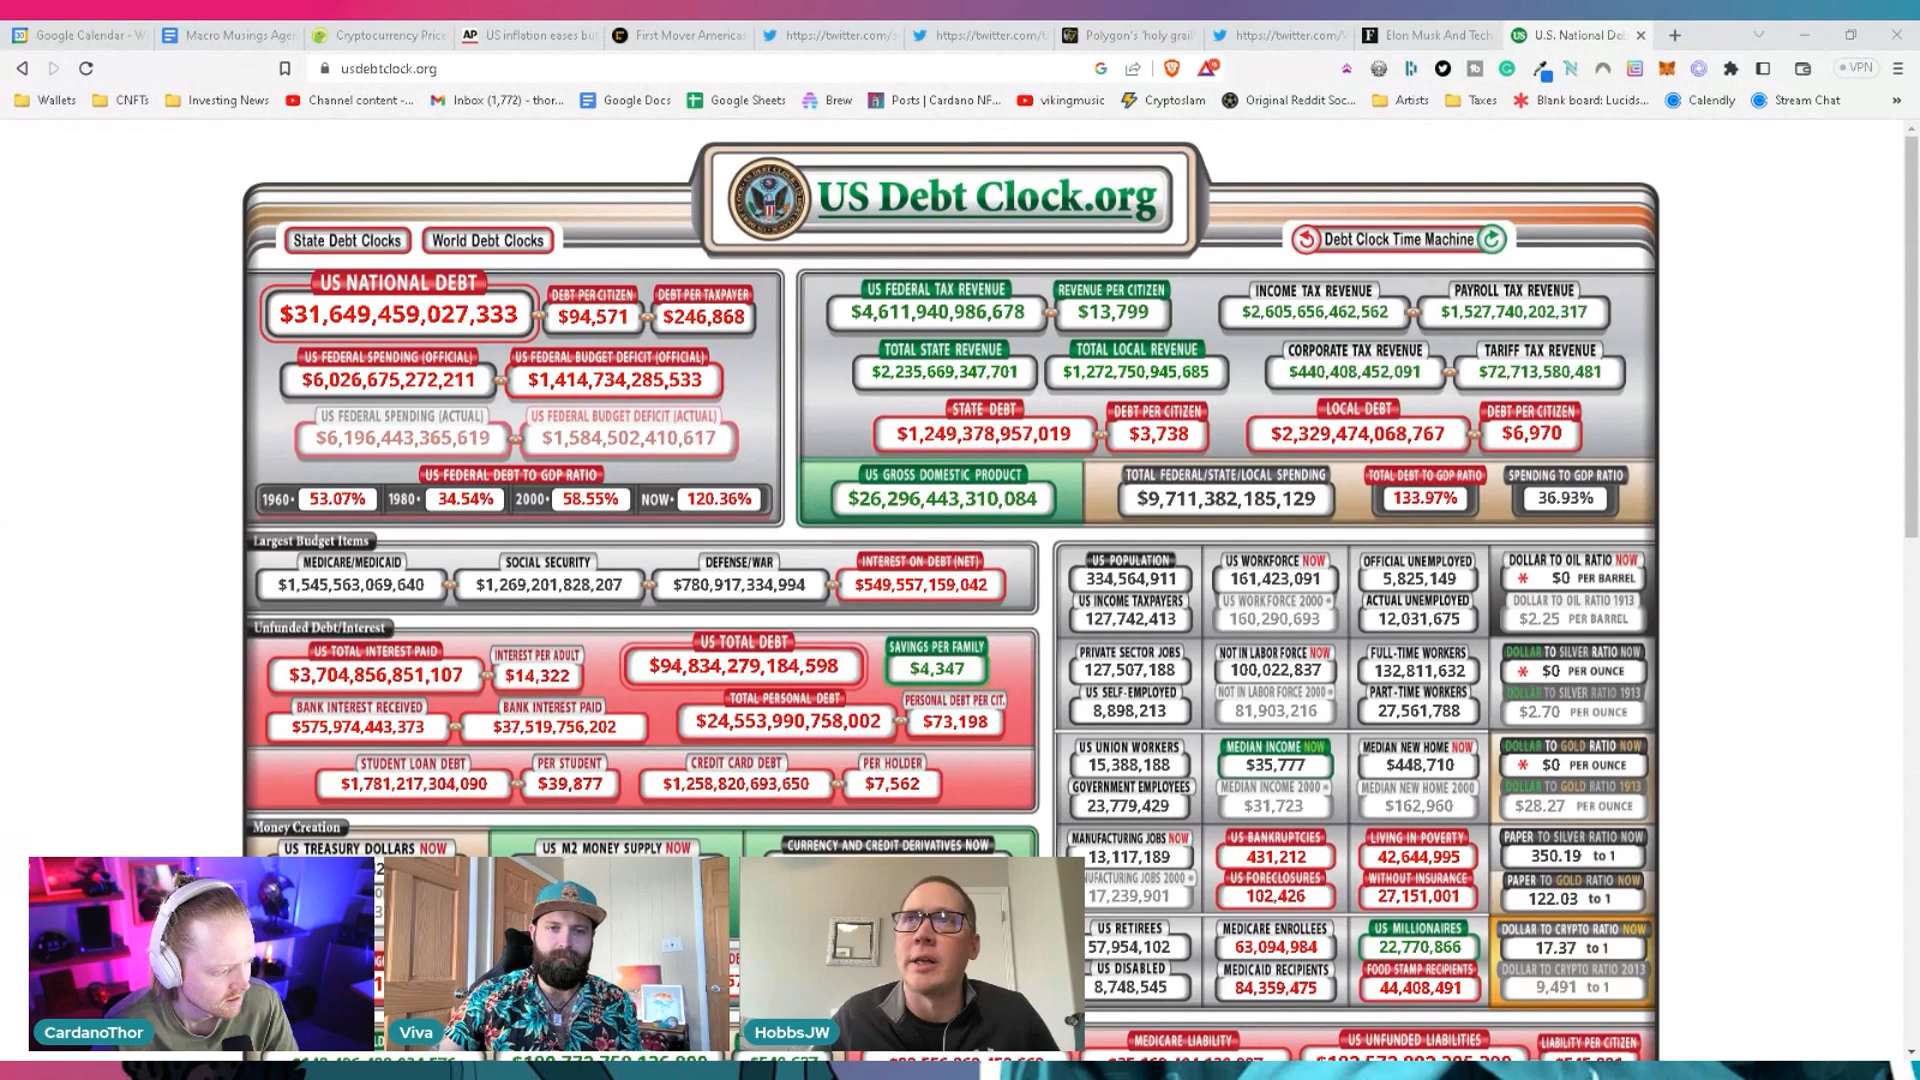 Google Calendar - W
Macro Musings Age
Cryptocurrency Price
AP
US inflation eases bu
First Mover Americas
https://twitter.com/s
https://twitter.com/t
Polygon's 'holy grail'
https://twitter.com/
Elon Musk And Tech
U.S. National De
usdebtclock.org
VPN
Wallets
CNFTs
Investing News
Channel content -...
Inbox (1,772) - thor...
Google Docs
Google Sheets
Brew
Posts | Cardano NF...
vikingmusic
Cryptoslam
Original Reddit Soc...
Artists
Taxes
Blank board: Lucids...
Calendly
Stream Chat
US Debt Clock.org
State Debt Clocks
World Debt Clocks
Debt Clock Time Machine
US NATIONAL DEBT
$31,649,459,027,333
DEBT PER CITIZEN
$94,571
DEBT PER TAXPAYER
$246,868
US FEDERAL SPENDING (OFFICIAL)
$6,026,675,272,211
US FEDERAL BUDGET DEFICIT (OFFICIAL)
$1,414,734,285,533
US FEDERAL SPENDING (ACTUAL)
$6,196,443,365,619
US FEDERAL BUDGET DEFICIT (ACTUAL)
$1,584,502,410,617
US FEDERAL DEBT TO GDP RATIO
1960• 53.07% 1980• 34.54% 2000• 58.55% NOW• 120.36%
US FEDERAL TAX REVENUE
$4,611,940,986,678
REVENUE PER CITIZEN
$13,799
INCOME TAX REVENUE
$2,605,656,462,562
PAYROLL TAX REVENUE
$1,527,740,202,317
TOTAL STATE REVENUE
$2,235,669,347,701
TOTAL LOCAL REVENUE
$1,272,750,945,685
CORPORATE TAX REVENUE
$440,408,452,091
TARIFF TAX REVENUE
$72,713,580,481
STATE DEBT
$1,249,378,957,019
DEBT PER CITIZEN
$3,738
LOCAL DEBT
$2,329,474,068,767
DEBT PER CITIZEN
$6,970
US GROSS DOMESTIC PRODUCT
$26,296,443,310,084
TOTAL FEDERAL/STATE/LOCAL SPENDING
$9,711,382,185,129
TOTAL DEBT TO GDP RATIO
133.97%
SPENDING TO GDP RATIO
36.93%
Largest Budget Items
MEDICARE/MEDICAID
$1,545,563,069,640
SOCIAL SECURITY
$1,269,201,828,207
DEFENSE/WAR
$780,917,334,994
INTEREST ON DEBT (NET)
$549,557,159,042
Unfunded Debt/Interest
US TOTAL INTEREST PAID
$3,704,856,851,107
INTEREST PER ADULT
$14,322
US TOTAL DEBT
$94,834,279,184,598
SAVINGS PER FAMILY
$4,347
BANK INTEREST RECEIVED
$575,974,443,373
BANK INTEREST PAID
$37,519,756,202
TOTAL PERSONAL DEBT
$24,553,990,758,002
PERSONAL DEBT PER CIT.
$73,198
STUDENT LOAN DEBT
$1,781,217,304,090
PER STUDENT
$39,877
CREDIT CARD DEBT
$1,258,820,693,650
PER HOLDER
$7,562
Money Creation
US TREASURY DOLLARS NOW
US M2 MONEY SUPPLY NOW
CURRENCY AND CREDIT DERIVATIVES NOW
US POPULATION
334,564,911
US INCOME TAXPAYERS
127,742,413
US WORKFORCE NOW
161,423,091
US WORKFORCE 2000
160,290,693
OFFICIAL UNEMPLOYED
5,825,149
ACTUAL UNEMPLOYED
12,031,675
DOLLAR TO OIL RATIO NOW
* $0 PER BARREL
DOLLAR TO OIL RATIO 1913
$2.25 PER BARREL
PRIVATE SECTOR JOBS
127,507,188
US SELF-EMPLOYED
8,898,213
NOT IN LABOR FORCE NOW
100,022,837
NOT IN LABOR FORCE 2000
81,903,216
FULL-TIME WORKERS
132,811,632
PART-TIME WORKERS
27,561,788
DOLLAR TO SILVER RATIO NOW
* $0 PER OUNCE
DOLLAR TO SILVER RATIO 1913
$2.70 PER OUNCE
US UNION WORKERS
15,388,188
GOVERNMENT EMPLOYEES
23,779,429
MEDIAN INCOME NOW
$35,777
MEDIAN INCOME 2000
$31,723
MEDIAN NEW HOME NOW
$448,710
MEDIAN NEW HOME 2000
$162,960
DOLLAR TO GOLD RATIO NOW
* $0 PER OUNCE
DOLLAR TO GOLD RATIO 1913
$28.27 PER OUNCE
MANUFACTURING JOBS NOW
13,117,189
NUFACTURING JOBS 2000
17,239,901
US BANKRUPTCIES
431,212
US FORECLOSURES
102,426
LIVING IN POVERTY
42,644,995
WITHOUT INSURANCE
27,151,001
PAPER TO SILVER RATIO NOW
350.19 to 1
PAPER TO GOLD RATIO NOW
122.03 to 1
US RETIREES
57,954,102
US DISABLED
8,748,545
MEDICARE ENROLLEES
63,094,984
MEDICAID RECIPIENTS
84,359,475
US MILLIONAIRES
22,770,866
FOOD STAMP RECIPIENTS
44,408,491
DOLLAR TO CRYPTO RATIO NOW
17.37 to 1
DOLLAR TO CRYPTO RATIO 2013
9,491 to 1
MEDICARE LIABILITY
US UNFUNDED LIABILITIES
LIABILITY PER CITIZEN
CardanoThor
Viva
HobbsJW